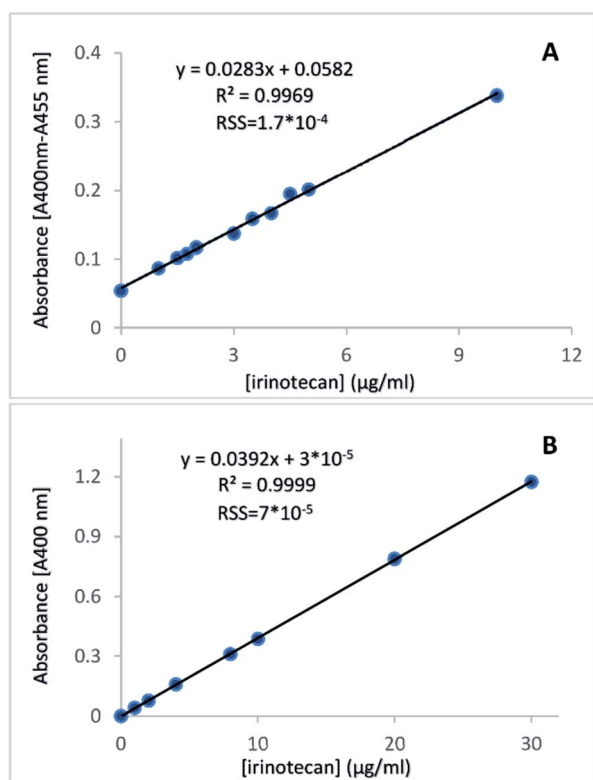 A
y = 0.0283x + 0.0582
R² = 0.9969
RSS=1.7*10⁻⁴
Absorbance [A400nm-A455 nm]
0.4
0.3
0.2
0.1
0
0 3 6 9 12
[irinotecan] (µg/ml)
B
y = 0.0392x + 3*10⁻⁵
R² = 0.9999
RSS=7*10⁻⁵
Absorbance [A400 nm]
1.2
0.9
0.6
0.3
0
0 10 20 30
[irinotecan] (µg/ml)